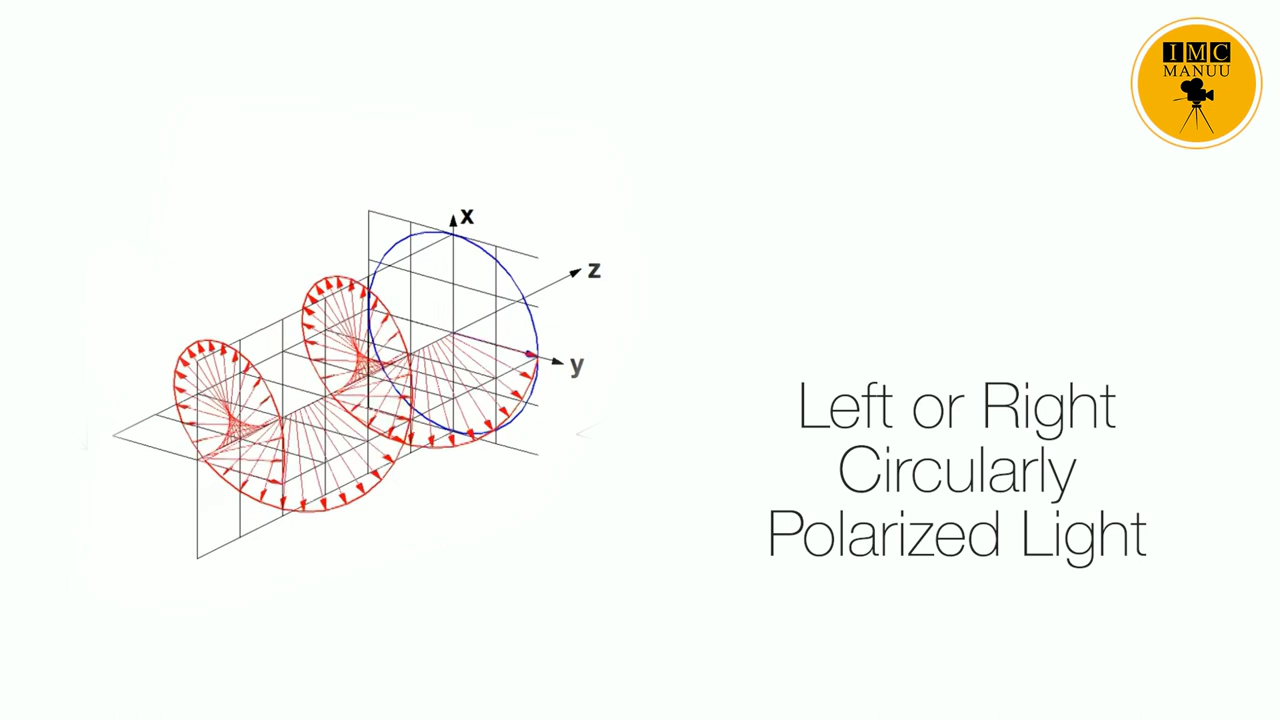 IMC
MANUU
x
z
y
Left or Right
Circularly
Polarized Light